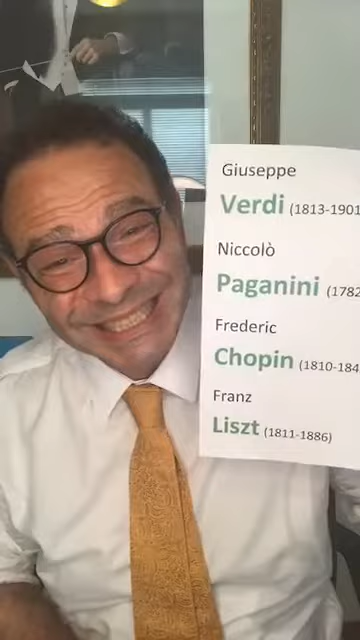 Giuseppe
Verdi (1813-1901
Niccolò
Paganini (1782
Frederic
Chopin (1810-184
Franz
Liszt (1811-1886)